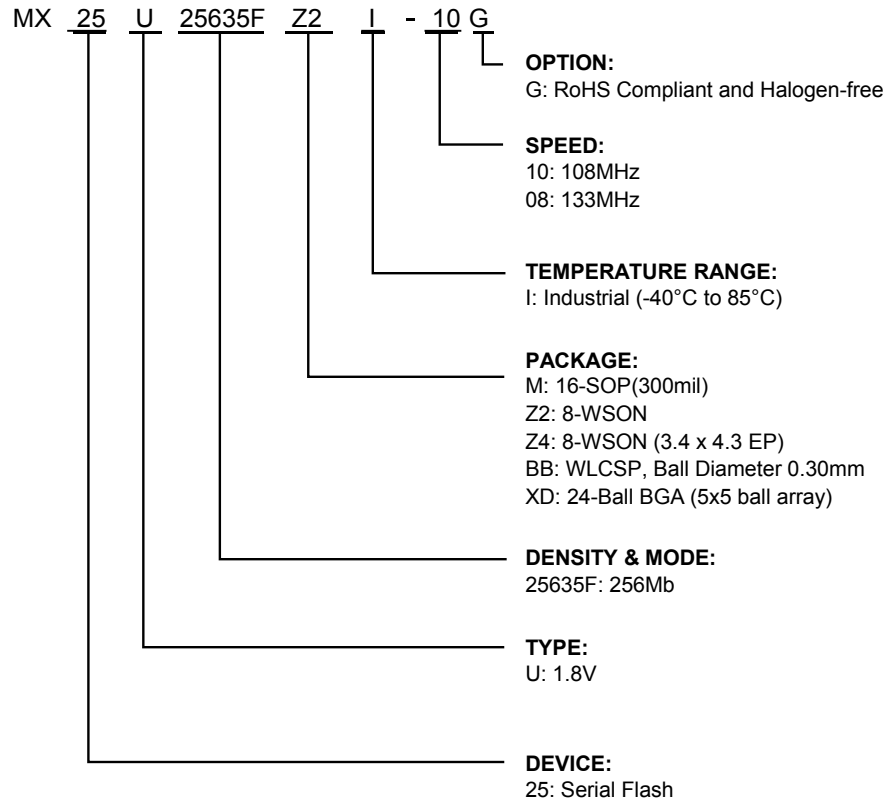 MX 25 U 25635F Z2 I - 10 G
OPTION:
G: RoHS Compliant and Halogen-free
SPEED:
10: 108MHz
08: 133MHz
TEMPERATURE RANGE:
I: Industrial (-40°C to 85°C)
PACKAGE:
M: 16-SOP(300mil)
Z2: 8-WSON
Z4: 8-WSON (3.4 x 4.3 EP)
BB: WLCSP, Ball Diameter 0.30mm
XD: 24-Ball BGA (5x5 ball array)
DENSITY & MODE:
25635F: 256Mb
TYPE:
U: 1.8V
DEVICE:
25: Serial Flash